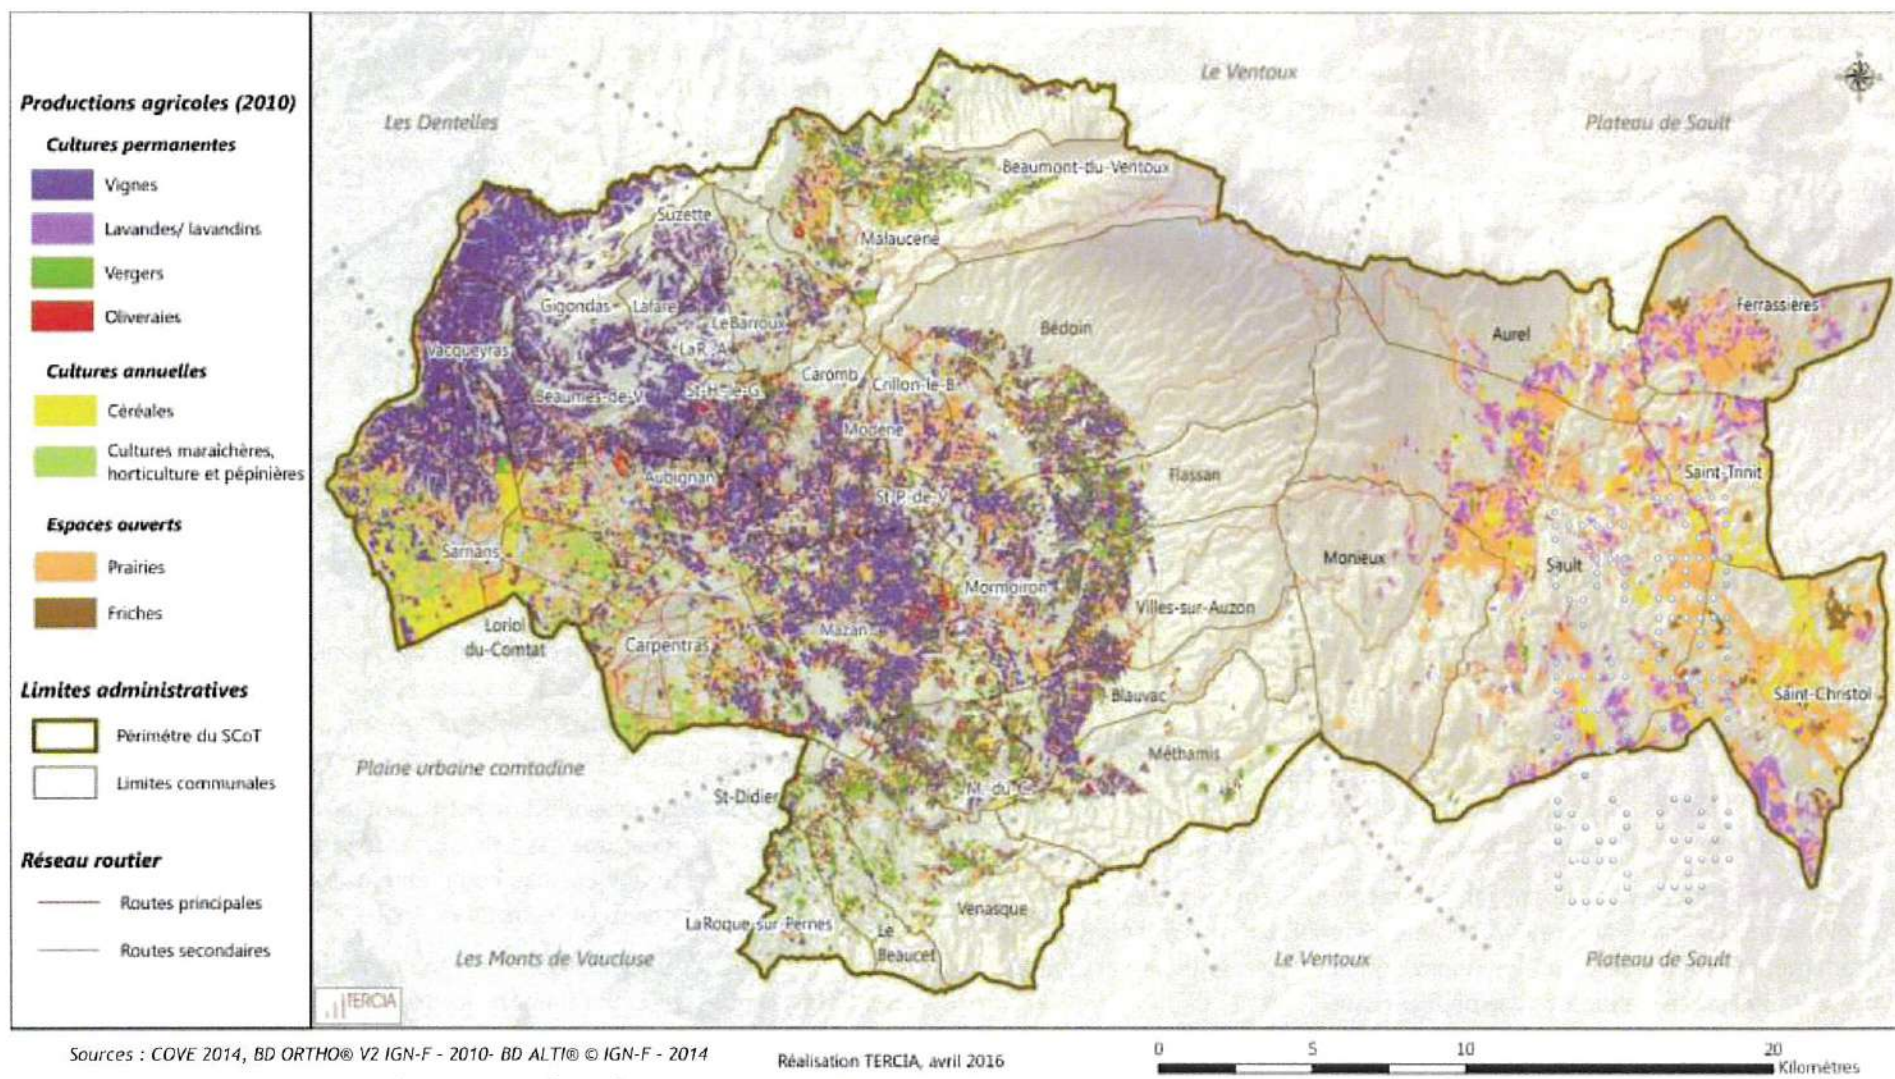 Productions agricoles (2010)
Cultures permanentes
Vignes
Lavandes/ lavandins
Vergers
Oliveraies
Cultures annuelles
Céréales
Cultures maraîchères,
horticulture et pépinières
Espaces ouverts
Prairies
Friches
Limites administratives
Périmètre du SCoT
Limites communales
Réseau routier
Routes principales
Routes secondaires
Le Ventoux
Les Dentelles
Plateau de Sault
Beaumont-du-Ventoux
Suzette
Malaucène
Gigondas
Lafare
Le Barroux
Bédoin
Aurel
Ferrassières
Vacqueyras
La R.-A.
Caromb
Crillon-le-B.
Beaumes-de-V.
St-H.-le-G.
Modène
Aubignan
St-P.-de-V.
Flassan
Saint-Trinit
Sarrians
Monieux
Sault
Mormoiron
Villes-sur-Auzon
Loriol
du-Comtat
Carpentras
Mazan
Blauvac
Saint-Christol
Méthamis
Plaine urbaine comtadine
St-Didier
M.-du-C.
La Roque-sur-Pernes
Le
Beaucet
Venasque
Les Monts de Vaucluse
Le Ventoux
Plateau de Sault
TERCIA
Sources : COVE 2014, BD ORTHO® V2 IGN-F - 2010- BD ALTI® © IGN-F - 2014
Réalisation TERCIA, avril 2016
0 5 10 20
Kilomètres